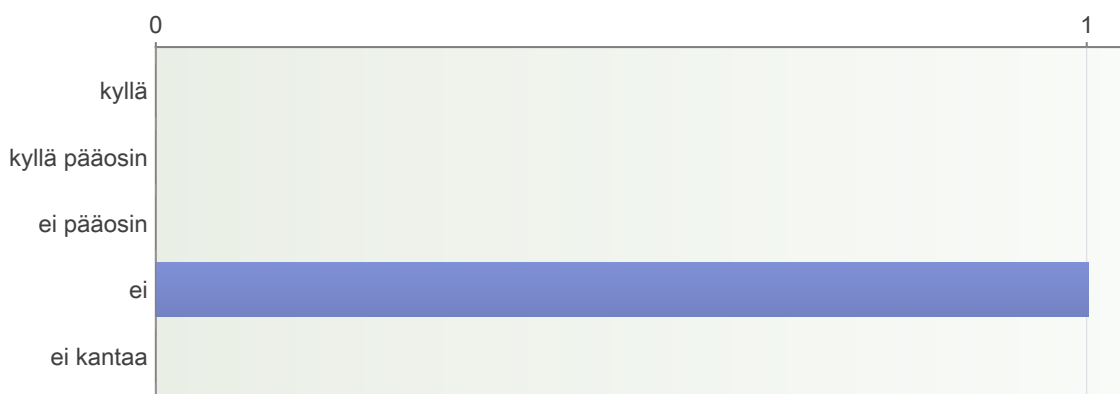 0 1
kyllä
kyllä pääosin
ei pääosin
ei
ei kantaa